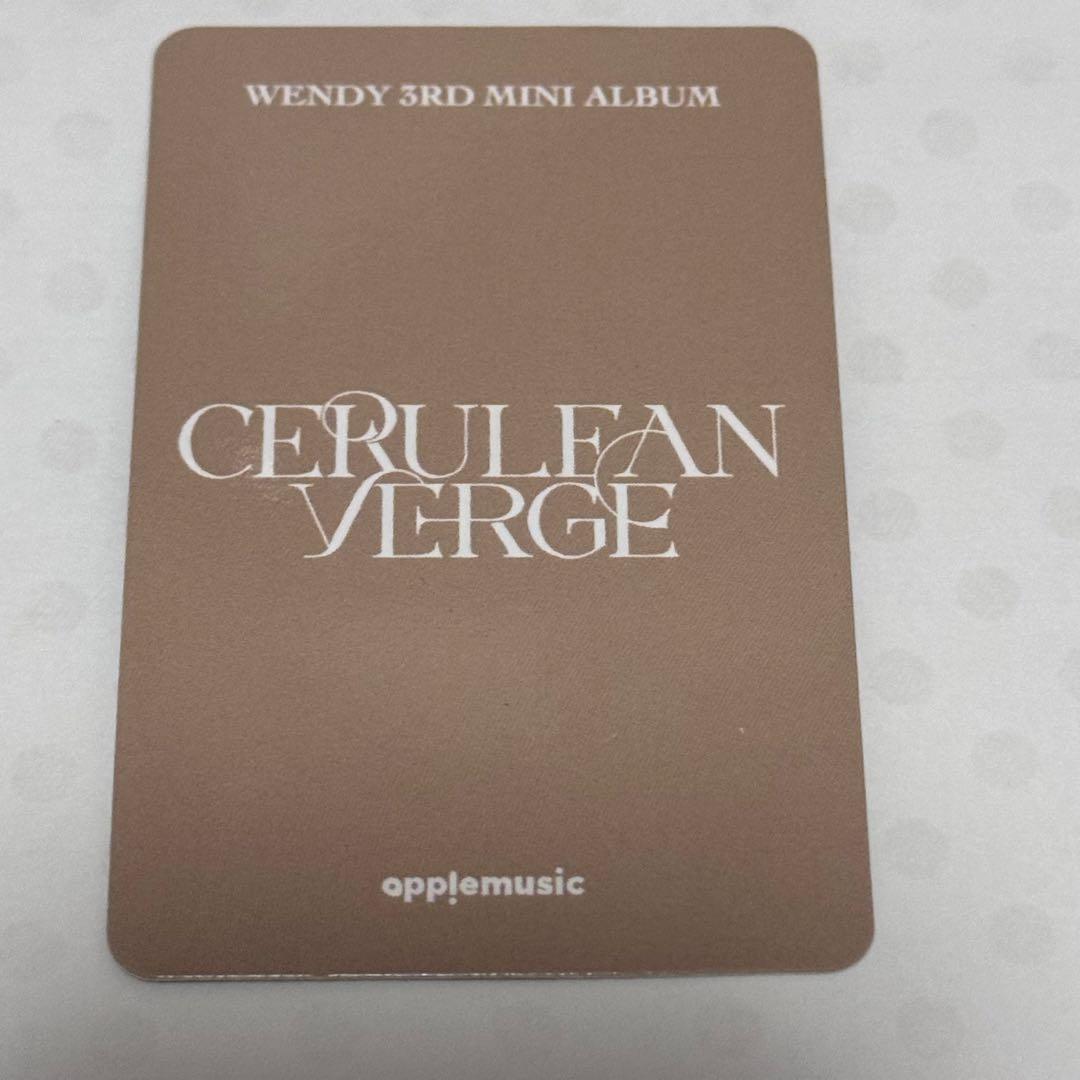 WENDY 3RD MINI ALBUM
CERULEAN
VERGE
applemusic